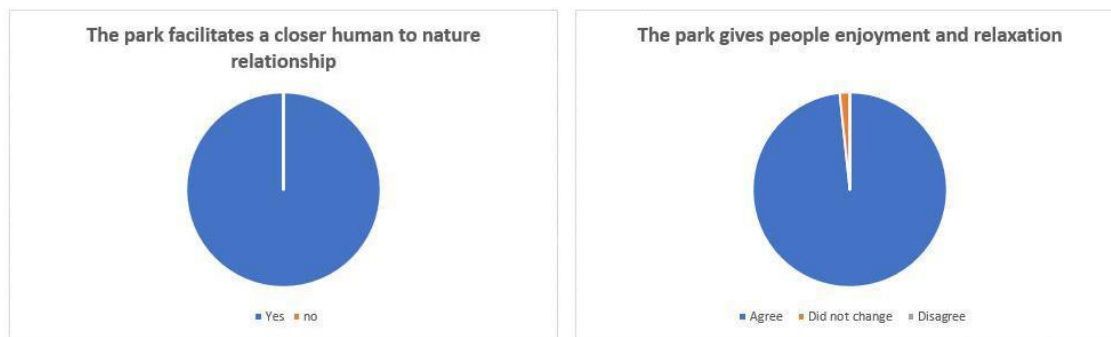 The park facilitates a closer human to nature
relationship
Yes no
The park gives people enjoyment and relaxation
Agree Did not change Disagree